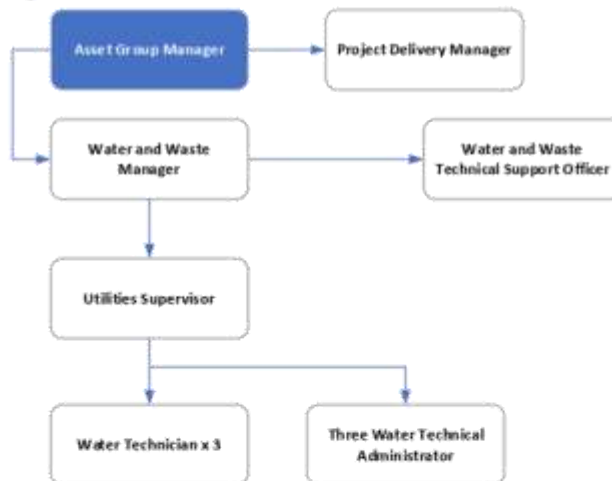 Asset Group Manager
Project Delivery Manager
Water and Waste
Manager
Water and Waste
Technical Support Officer
Utilities Supervisor
Water Technician x 3
Three Water Technical
Administrator